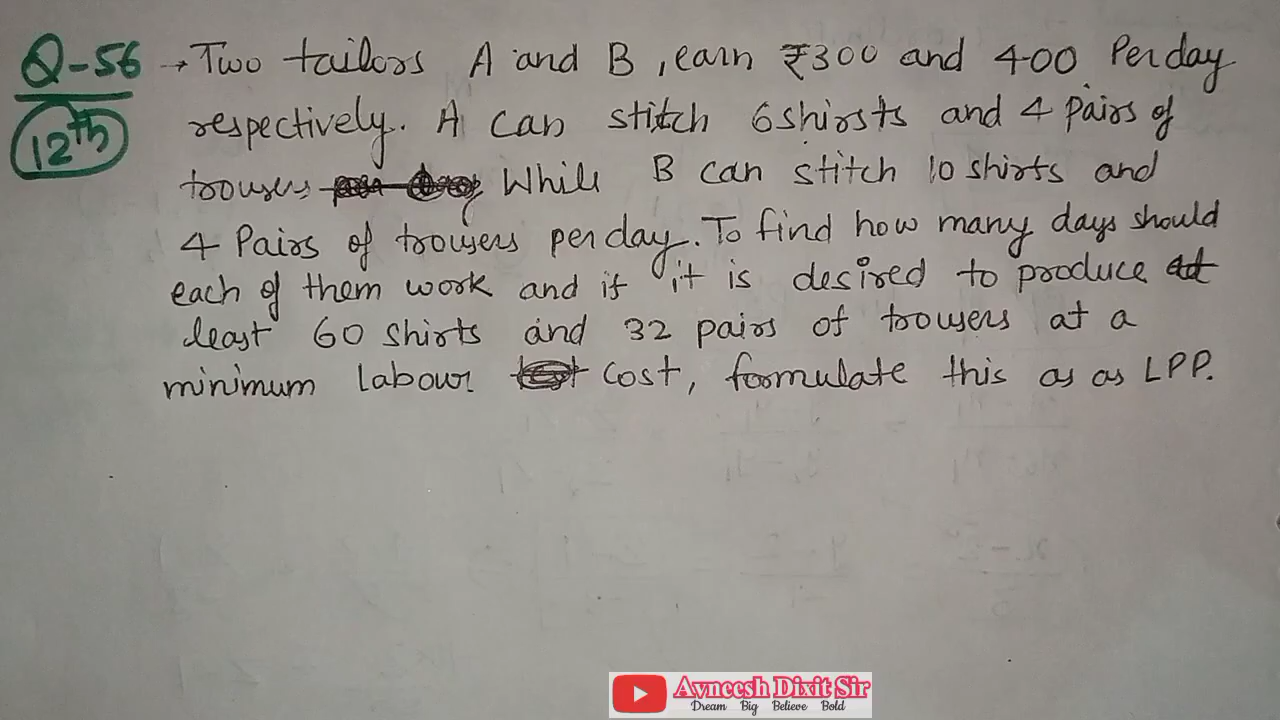 Q-56 → Two tailors A and B, earn ₹300 and 400 Per day
12th respectively. A can stitch 6 shirsts and 4 Pairs of
trousers While B can stitch 10 shirts and
4 Pairs of trousers per day. To find how many days should
each of them work and if it is desired to produce at
least 60 shirts and 32 pairs of trousers at a
minimum labour cost, formulate this as as LPP.
Avneesh Dixit Sir
Dream Big Believe Bold